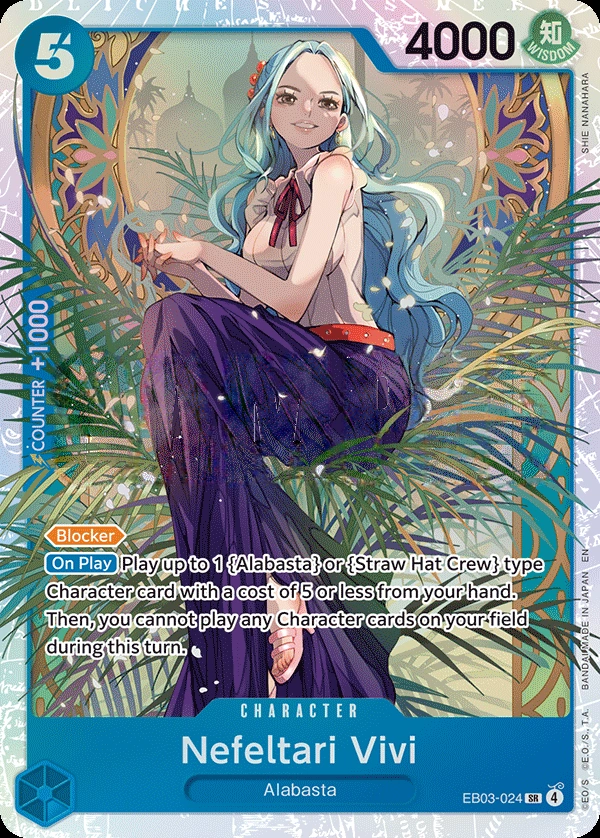 5
4000
知
WISDOM
SHIE NANAHARA
COUNTER +1000
Blocker
On Play Play up to 1 {Alabasta} or {Straw Hat Crew} type
Character card with a cost of 5 or less from your hand.
Then, you cannot play any Character cards on your field
during this turn.
CHARACTER
Nefeltari Vivi
Alabasta
EB03-024 SR 4
©E.O./S ©E.O./S., T.A. BANDAI MADE IN JAPAN EN